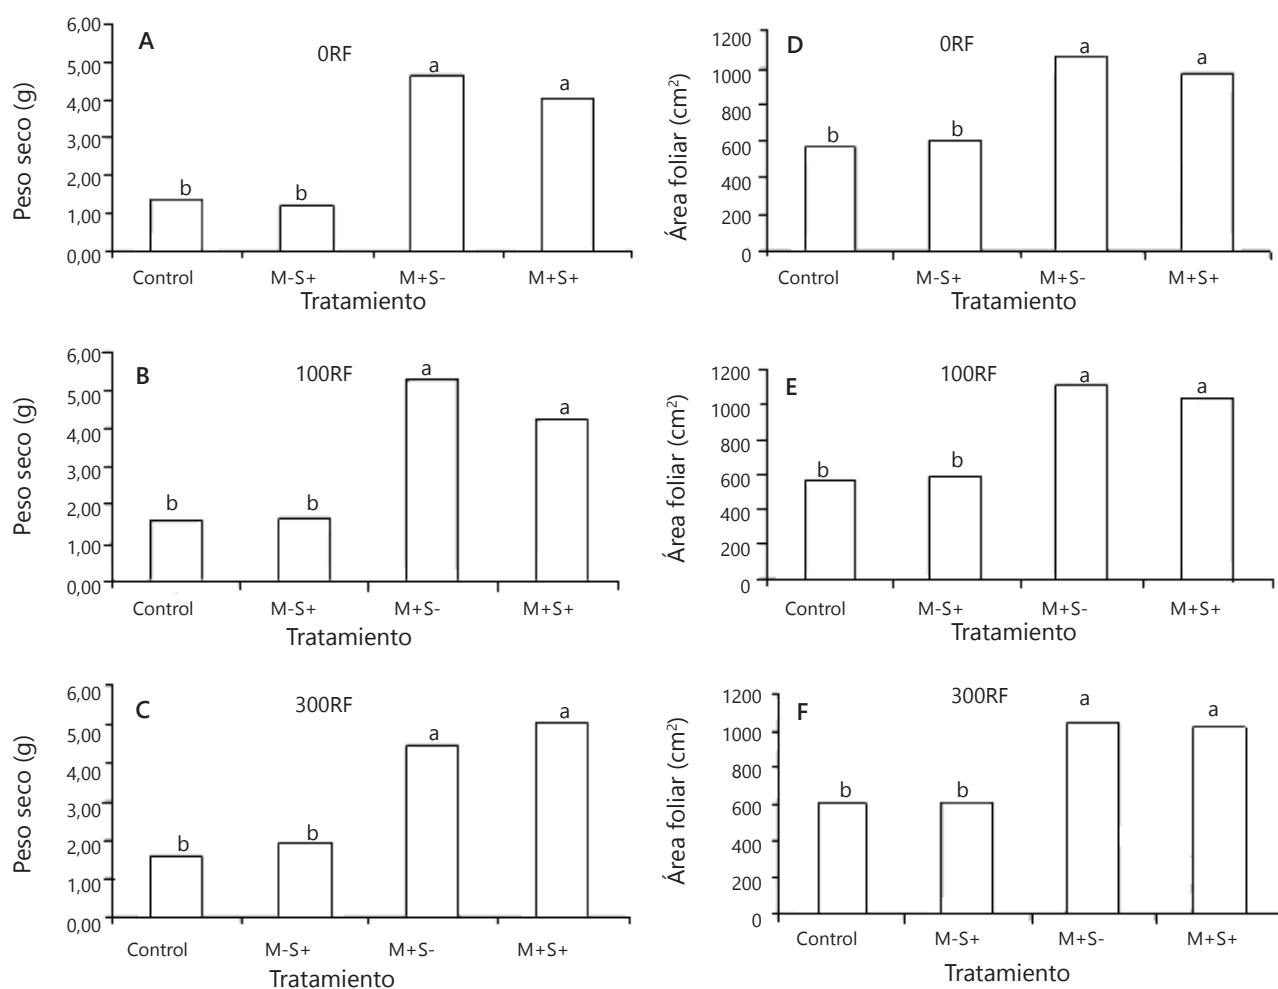 A
0RF
Peso seco (g)
6,00
5,00
4,00
3,00
2,00
1,00
0,00
b
b
a
a
Control
M-S+
M+S-
M+S+
Tratamiento
D
0RF
Área foliar (cm²)
1200
1000
800
600
400
200
0
b
b
a
a
Control
M-S+
M+S-
M+S+
Tratamiento
B
100RF
Peso seco (g)
6,00
5,00
4,00
3,00
2,00
1,00
0,00
b
b
a
a
Control
M-S+
M+S-
M+S+
Tratamiento
E
100RF
Área foliar (cm²)
1200
1000
800
600
400
200
0
b
b
a
a
Control
M-S+
M+S-
M+S+
Tratamiento
C
300RF
Peso seco (g)
6,00
5,00
4,00
3,00
2,00
1,00
0,00
b
b
a
a
Control
M-S+
M+S-
M+S+
Tratamiento
F
300RF
Área foliar (cm²)
1200
1000
800
600
400
200
0
b
b
a
a
Control
M-S+
M+S-
M+S+
Tratamiento